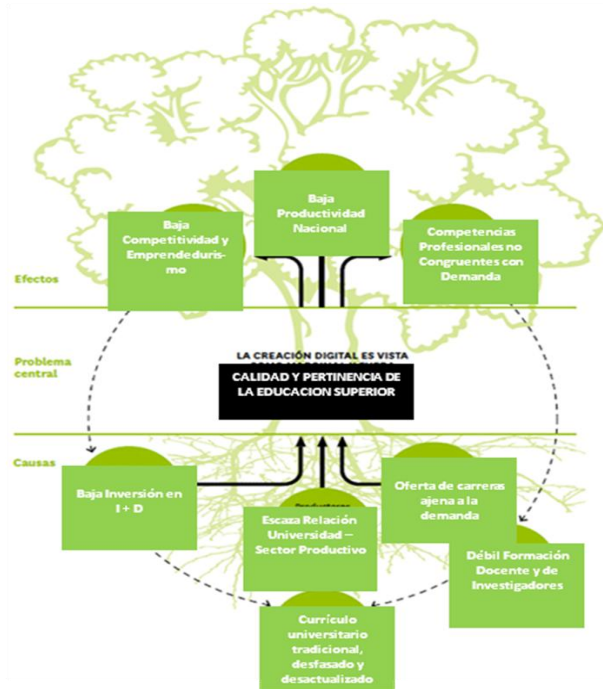 Baja
Productividad
Nacional
Baja
Competitividad y
Emprendeduris-
mo
Competencias
Profesionales no
Congruentes con
Demanda
Efectos
LA CREACIÓN DIGITAL ES VISTA
Problema
central
CALIDAD Y PERTINENCIA DE
LA EDUCACION SUPERIOR
Causas
Baja Inversión en
I + D
Oferta de carreras
ajena a la
demanda
Escaza Relación
Universidad –
Sector Productivo
Débil Formación
Docente y de
Investigadores
Currículo
universitario
tradicional,
desfasado y
desactualizado